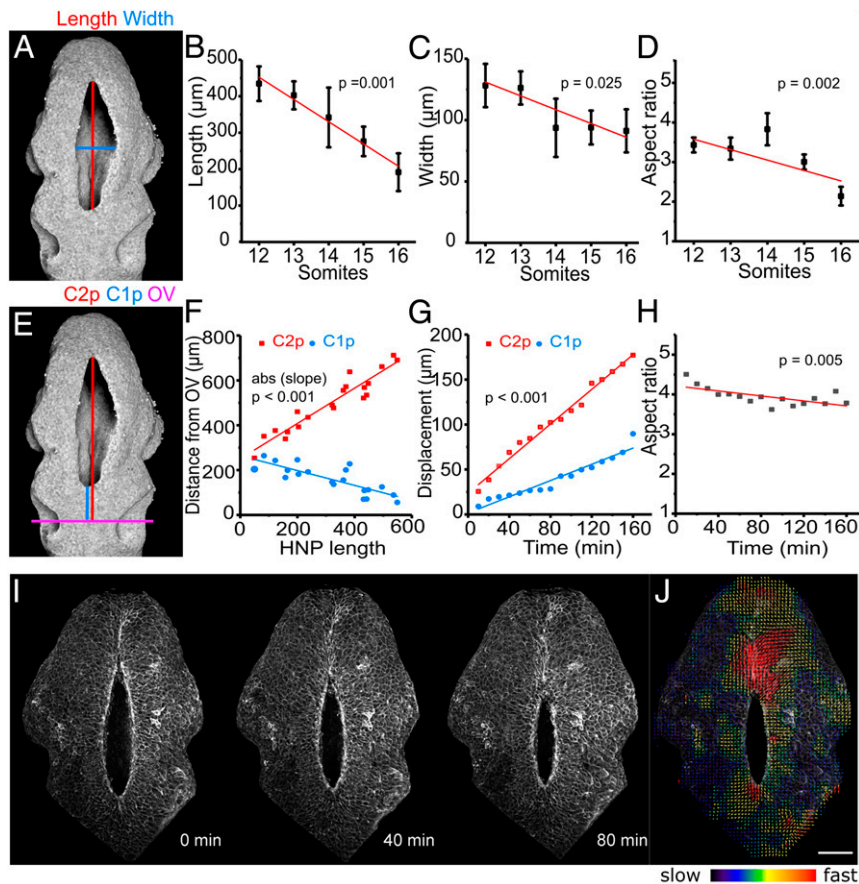 Length Width
A
B
500
400
300
200
100
0
Length (µm)
p =0.001
12 13 14 15 16
Somites
C
150
100
50
0
Width (µm)
p = 0.025
12 13 14 15 16
Somites
D
6
5
4
3
2
1
Aspect ratio
p = 0.002
12 13 14 15 16
Somites
C2p C1p OV
E
F
800
600
400
200
0
Distance from OV (µm)
C2p C1p
abs (slope)
p < 0.001
0 200 400 600
HNP length
G
200
150
100
50
0
Displacement (µm)
C2p C1p
p < 0.001
0 40 80 120 160
Time (min)
H
6
5
4
3
2
1
Aspect ratio
p = 0.005
0 40 80 120 160
Time (min)
I
0 min
40 min
80 min
J
slow fast